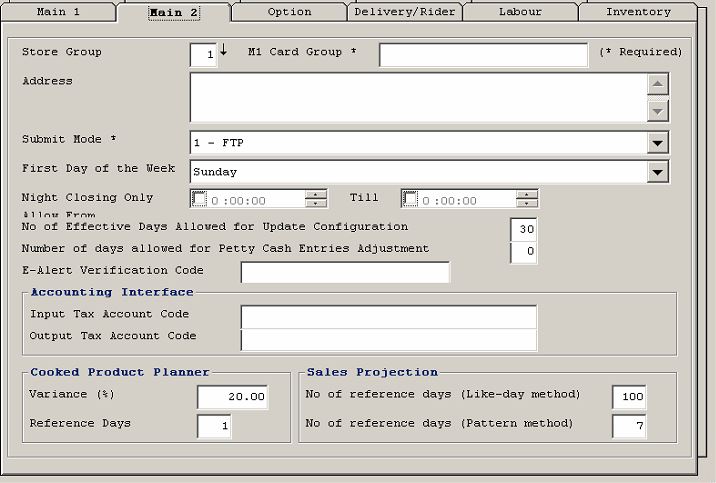 Main 1 Main 2 Option Delivery/Rider Labour Inventory
Store Group 1 M1 Card Group * (* Required)
Address
Submit Mode * 1 - FTP
First Day of the Week Sunday
Night Closing Only 0 :00:00 Till 0 :00:00
Allow From
No of Effective Days Allowed for Update Configuration 30
Number of days allowed for Petty Cash Entries Adjustment 0
E-Alert Verification Code
Accounting Interface
Input Tax Account Code
Output Tax Account Code
Cooked Product Planner Sales Projection
Variance (%) 20.00 No of reference days (Like-day method) 100
Reference Days 1 No of reference days (Pattern method) 7